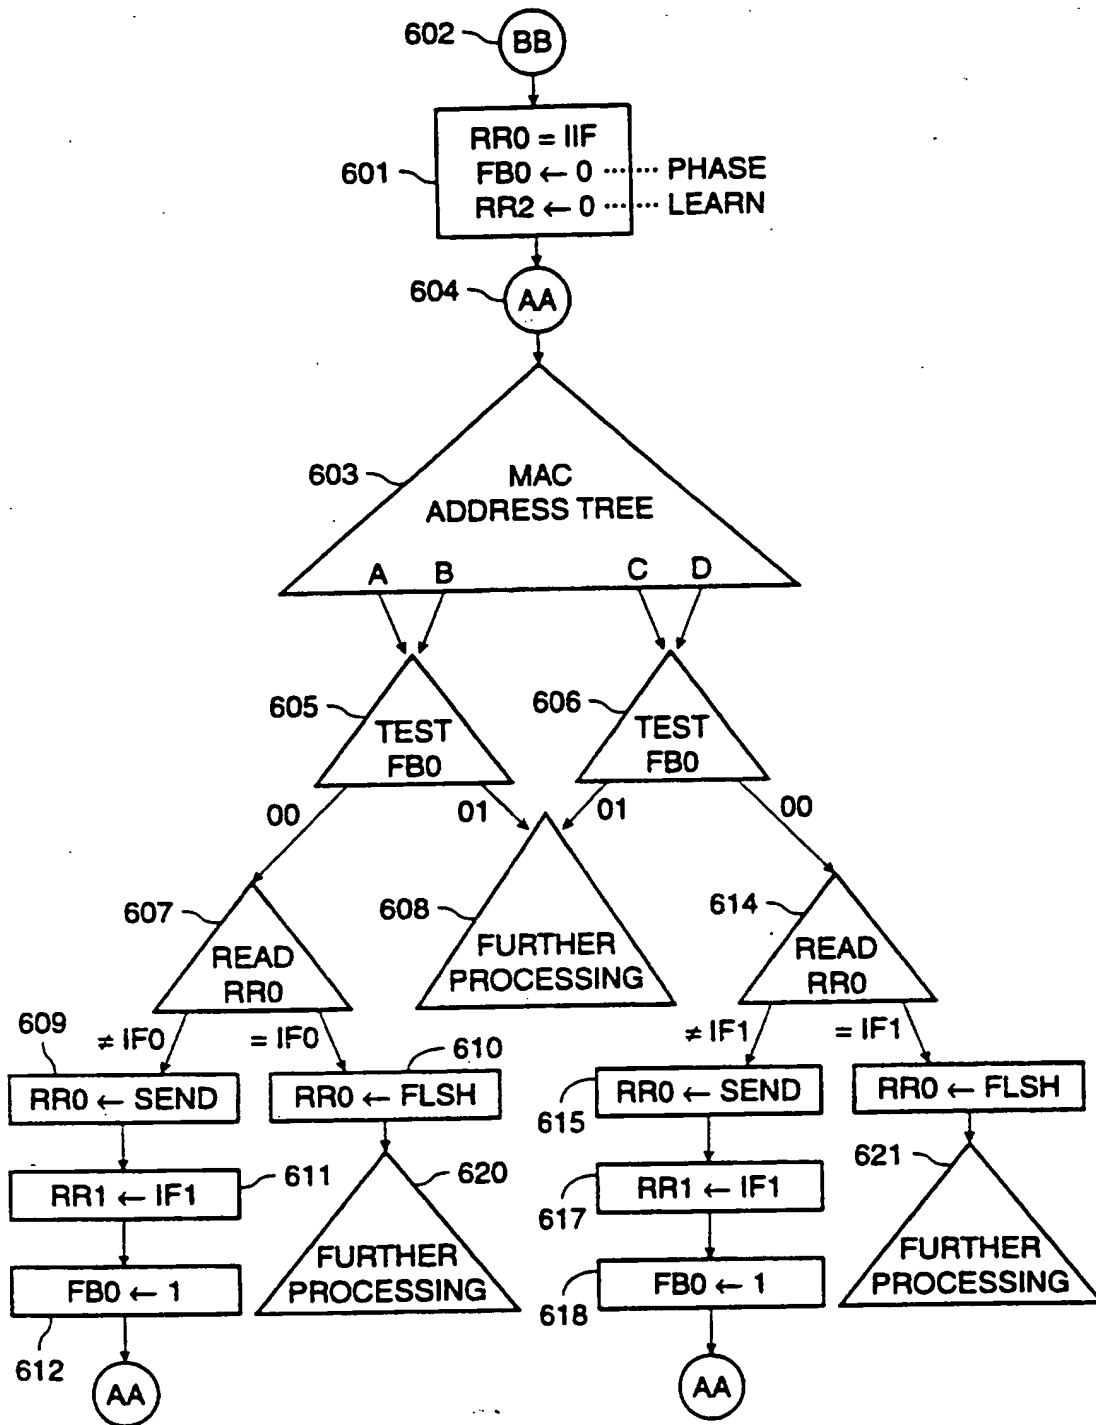 602
BB
RR0 = IIF
601
FB0 ← 0 ...... PHASE
RR2 ← 0 ...... LEARN
604
AA
603
MAC
ADDRESS TREE
A B C D
605
TEST
FB0
606
TEST
FB0
00 01 01 00
607
READ
RR0
608
FURTHER
PROCESSING
614
READ
RR0
609
≠ IF0 = IF0
610
≠ IF1 = IF1
RR0 ← SEND
RR0 ← FLSH
615
RR0 ← SEND
RR0 ← FLSH
RR1 ← IF1
611
620
FURTHER
PROCESSING
617
RR1 ← IF1
621
FURTHER
PROCESSING
FB0 ← 1
612
618
FB0 ← 1
AA
AA